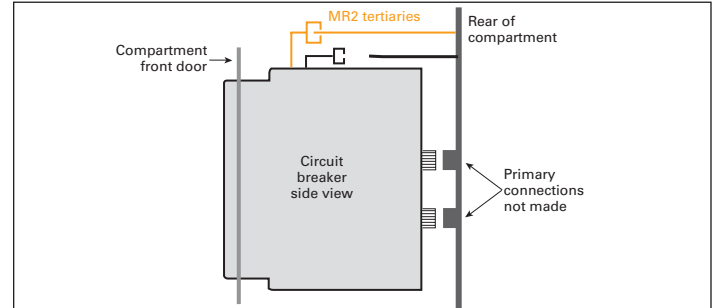 MR2 tertiaries
Rear of
compartment
Compartment
front door
Circuit
breaker
side view
Primary
connections
not made